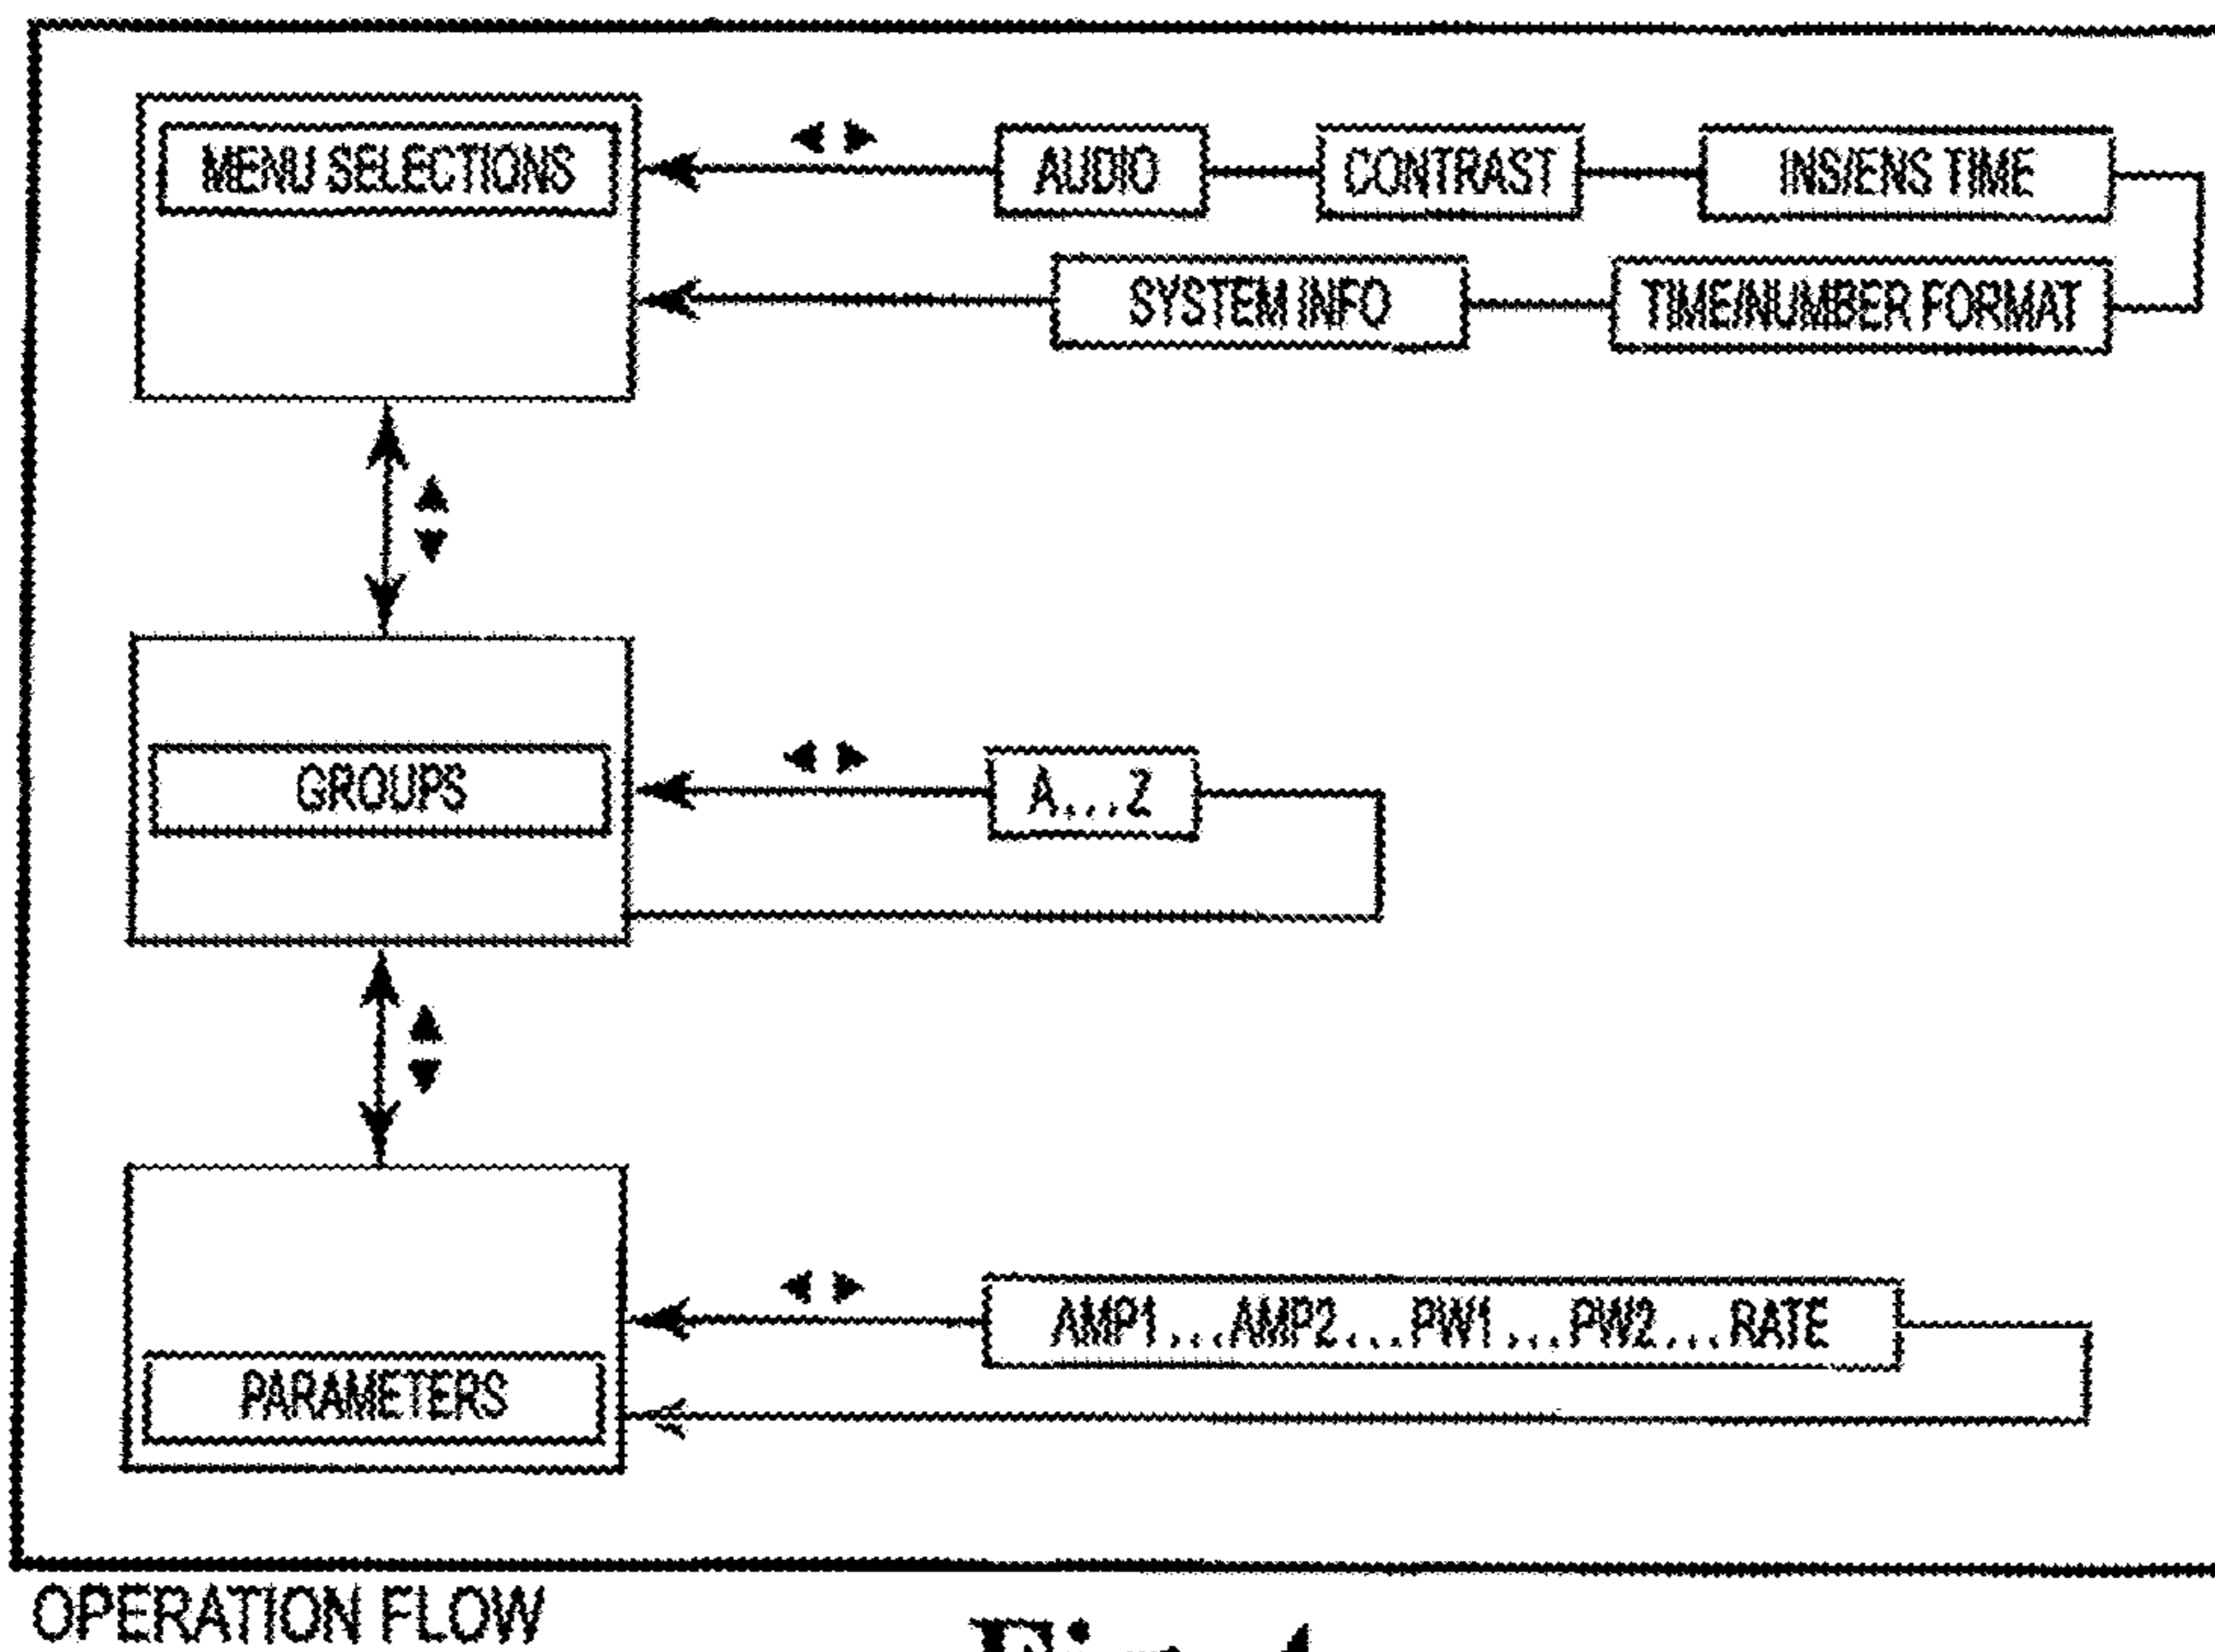 MENU SELECTIONS
AUDIO
CONTRAST
INS/ENS TIME
SYSTEM INFO
TIME/NUMBER FORMAT
GROUPS
A...Z
AMP1...AMP2...PW1...PW2...RATE
PARAMETERS
OPERATION FLOW